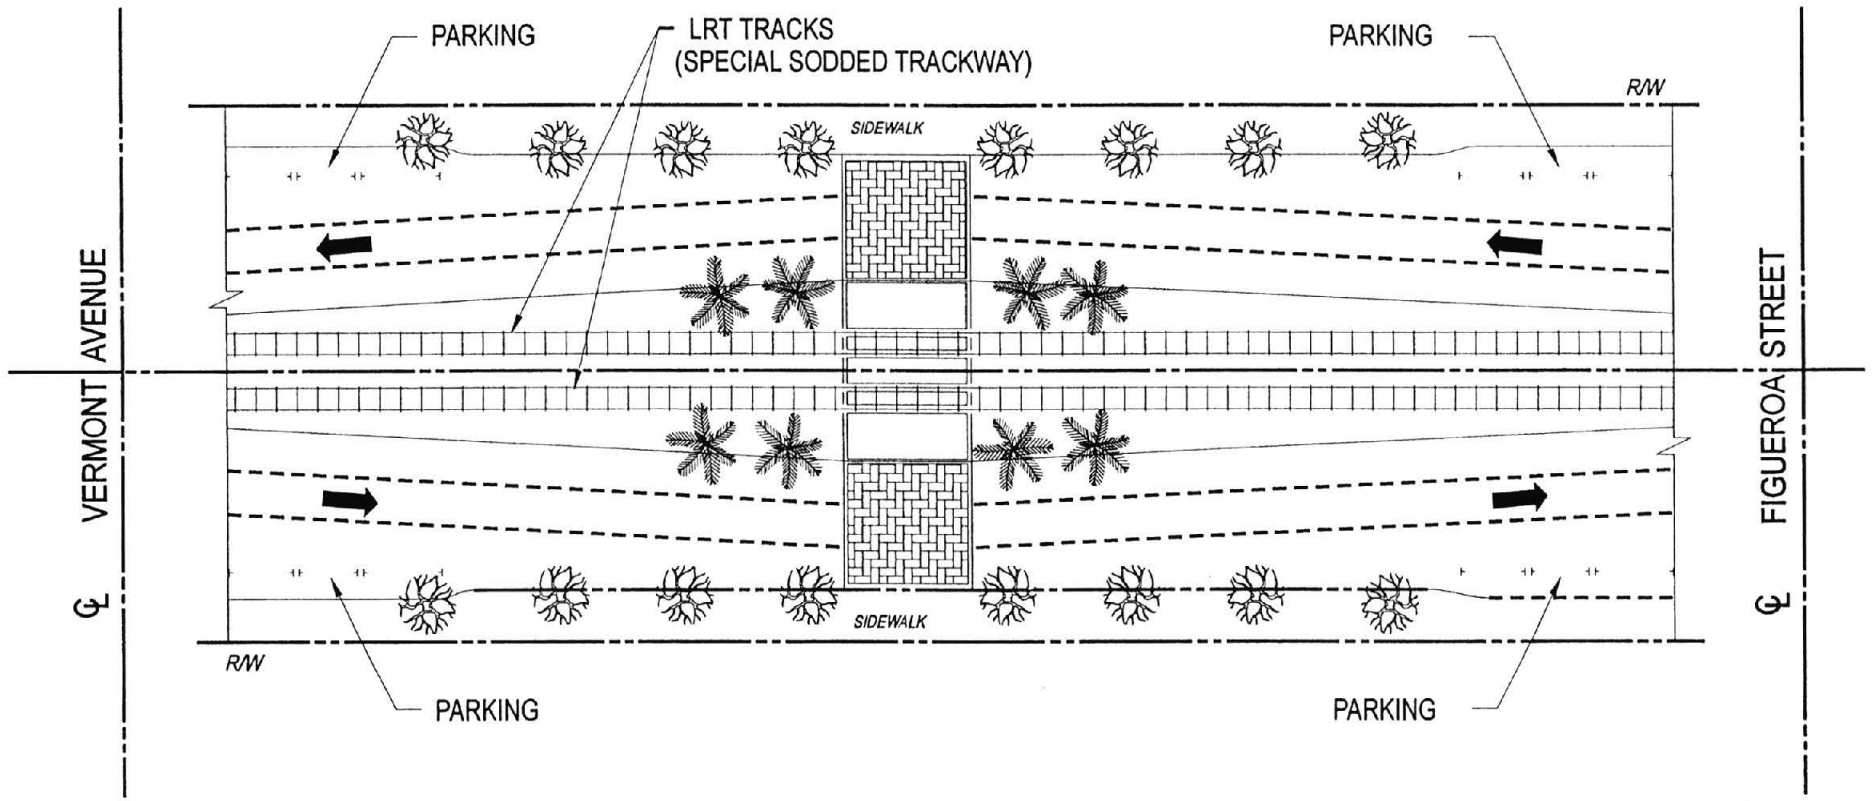 PARKING
LRT TRACKS
(SPECIAL SODDED TRACKWAY)
PARKING
R/W
SIDEWALK
VERMONT AVENUE
FIGUEROA STREET
℄
℄
SIDEWALK
R/W
PARKING
PARKING